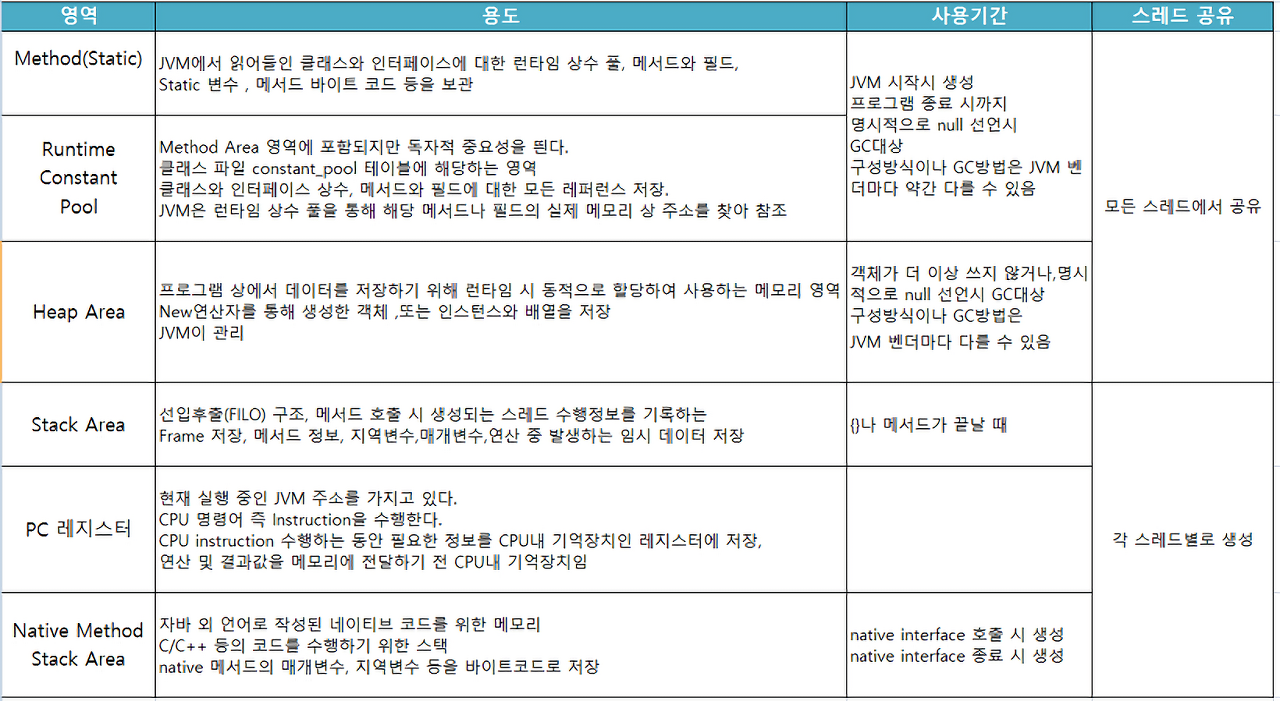 영역 용도 사용기간 스레드 공유
Method(Static)
JVM에서 읽어들인 클래스와 인터페이스에 대한 런타임 상수 풀, 메서드와 필드,
Static 변수 , 메서드 바이트 코드 등을 보관
JVM 시작시 생성
프로그램 종료 시까지
명시적으로 null 선언시
GC대상
구성방식이나 GC방법은 JVM 벤
더마다 약간 다를 수 있음
모든 스레드에서 공유
Runtime
Constant
Pool
Method Area 영역에 포함되지만 독자적 중요성을 띈다.
클래스 파일 constant_pool 테이블에 해당하는 영역
클래스와 인터페이스 상수, 메서드와 필드에 대한 모든 레퍼런스 저장.
JVM은 런타임 상수 풀을 통해 해당 메서드나 필드의 실제 메모리 상 주소를 찾아 참조
Heap Area
프로그램 상에서 데이터를 저장하기 위해 런타임 시 동적으로 할당하여 사용하는 메모리 영역
New연산자를 통해 생성한 객체 ,또는 인스턴스와 배열을 저장
JVM이 관리
객체가 더 이상 쓰지 않거나,명시
적으로 null 선언시 GC대상
구성방식이나 GC방법은
JVM 벤더마다 다를 수 있음
Stack Area
선입후출(FILO) 구조, 메서드 호출 시 생성되는 스레드 수행정보를 기록하는
Frame 저장, 메서드 정보, 지역변수,매개변수,연산 중 발생하는 임시 데이터 저장
{}나 메서드가 끝날 때
각 스레드별로 생성
PC 레지스터
현재 실행 중인 JVM 주소를 가지고 있다.
CPU 명령어 즉 Instruction을 수행한다.
CPU instruction 수행하는 동안 필요한 정보를 CPU내 기억장치인 레지스터에 저장,
연산 및 결과값을 메모리에 전달하기 전 CPU내 기억장치임
Native Method
Stack Area
자바 외 언어로 작성된 네이티브 코드를 위한 메모리
C/C++ 등의 코드를 수행하기 위한 스택
native 메서드의 매개변수, 지역변수 등을 바이트코드로 저장
native interface 호출 시 생성
native interface 종료 시 생성